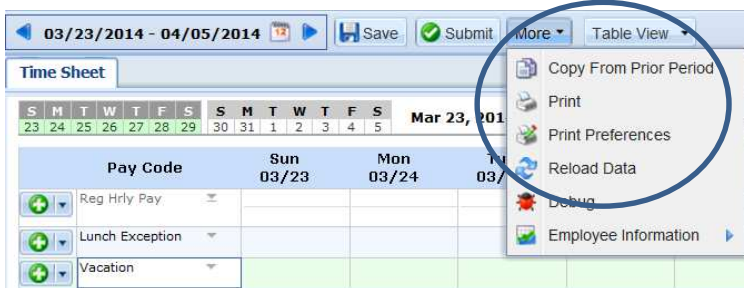 03/23/2014 - 04/05/2014 Save Submit More Table View
Time Sheet
S M T W T F S S M T W T F S
23 24 25 26 27 28 29 30 31 1 2 3 4 5 Mar 23, 201
Pay Code Sun 03/23 Mon 03/24 Tu 03/
Reg Hrly Pay
Lunch Exception
Vacation
Copy From Prior Period
Print
Print Preferences
Reload Data
Debug
Employee Information